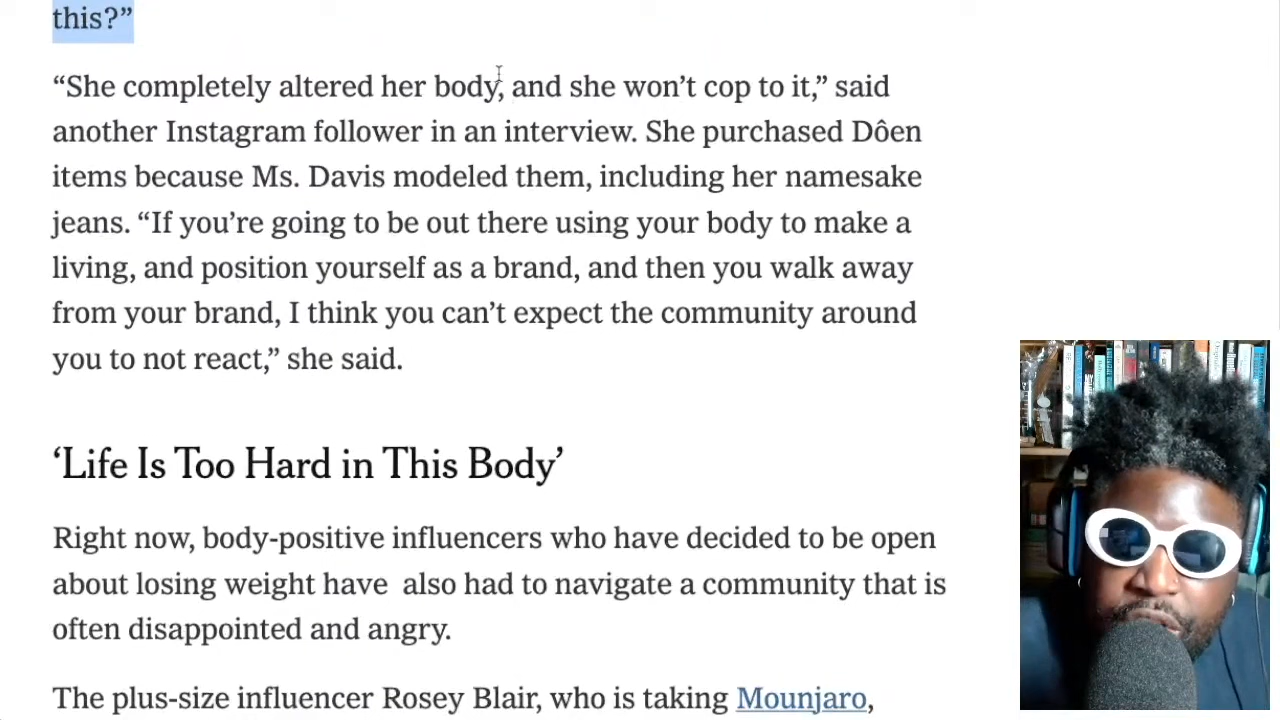 this?”
“She completely altered her body, and she won’t cop to it,” said
another Instagram follower in an interview. She purchased Dôen
items because Ms. Davis modeled them, including her namesake
jeans. “If you’re going to be out there using your body to make a
living, and position yourself as a brand, and then you walk away
from your brand, I think you can’t expect the community around
you to not react,” she said.
‘Life Is Too Hard in This Body’
Right now, body-positive influencers who have decided to be open
about losing weight have also had to navigate a community that is
often disappointed and angry.
The plus-size influencer Rosey Blair, who is taking Mounjaro,